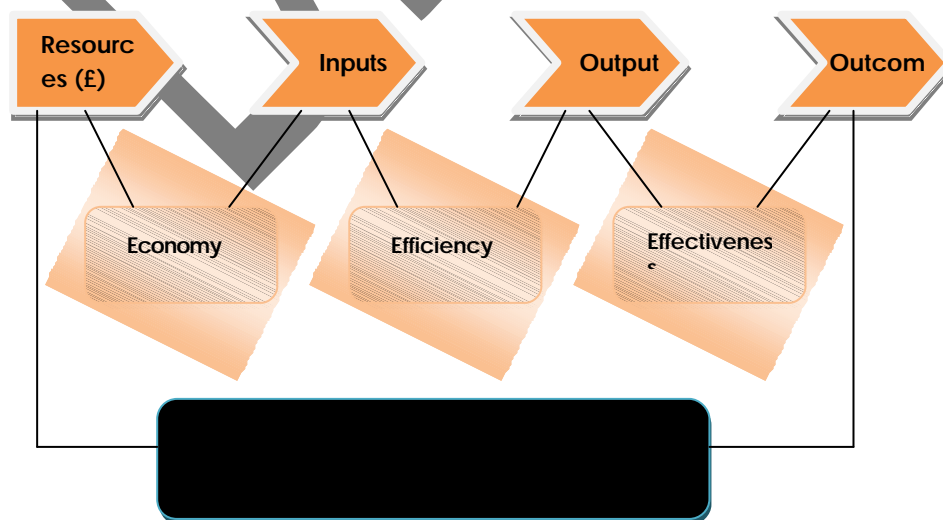 Resourc
es (£)
Inputs
Output
Outcom
Economy
Efficiency
Effectivenes
s